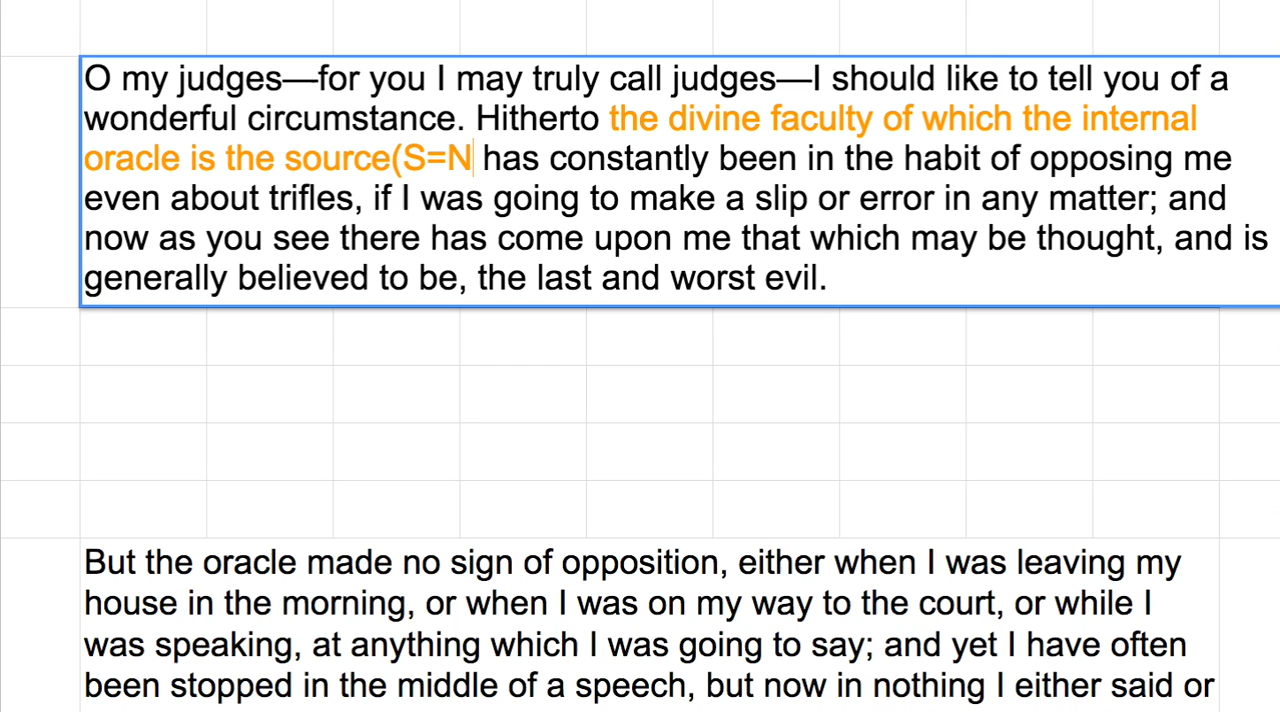 O my judges—for you I may truly call judges—I should like to tell you of a
wonderful circumstance. Hitherto the divine faculty of which the internal
oracle is the source(S=N has constantly been in the habit of opposing me
even about trifles, if I was going to make a slip or error in any matter; and
now as you see there has come upon me that which may be thought, and is
generally believed to be, the last and worst evil.
But the oracle made no sign of opposition, either when I was leaving my
house in the morning, or when I was on my way to the court, or while I
was speaking, at anything which I was going to say; and yet I have often
been stopped in the middle of a speech, but now in nothing I either said or